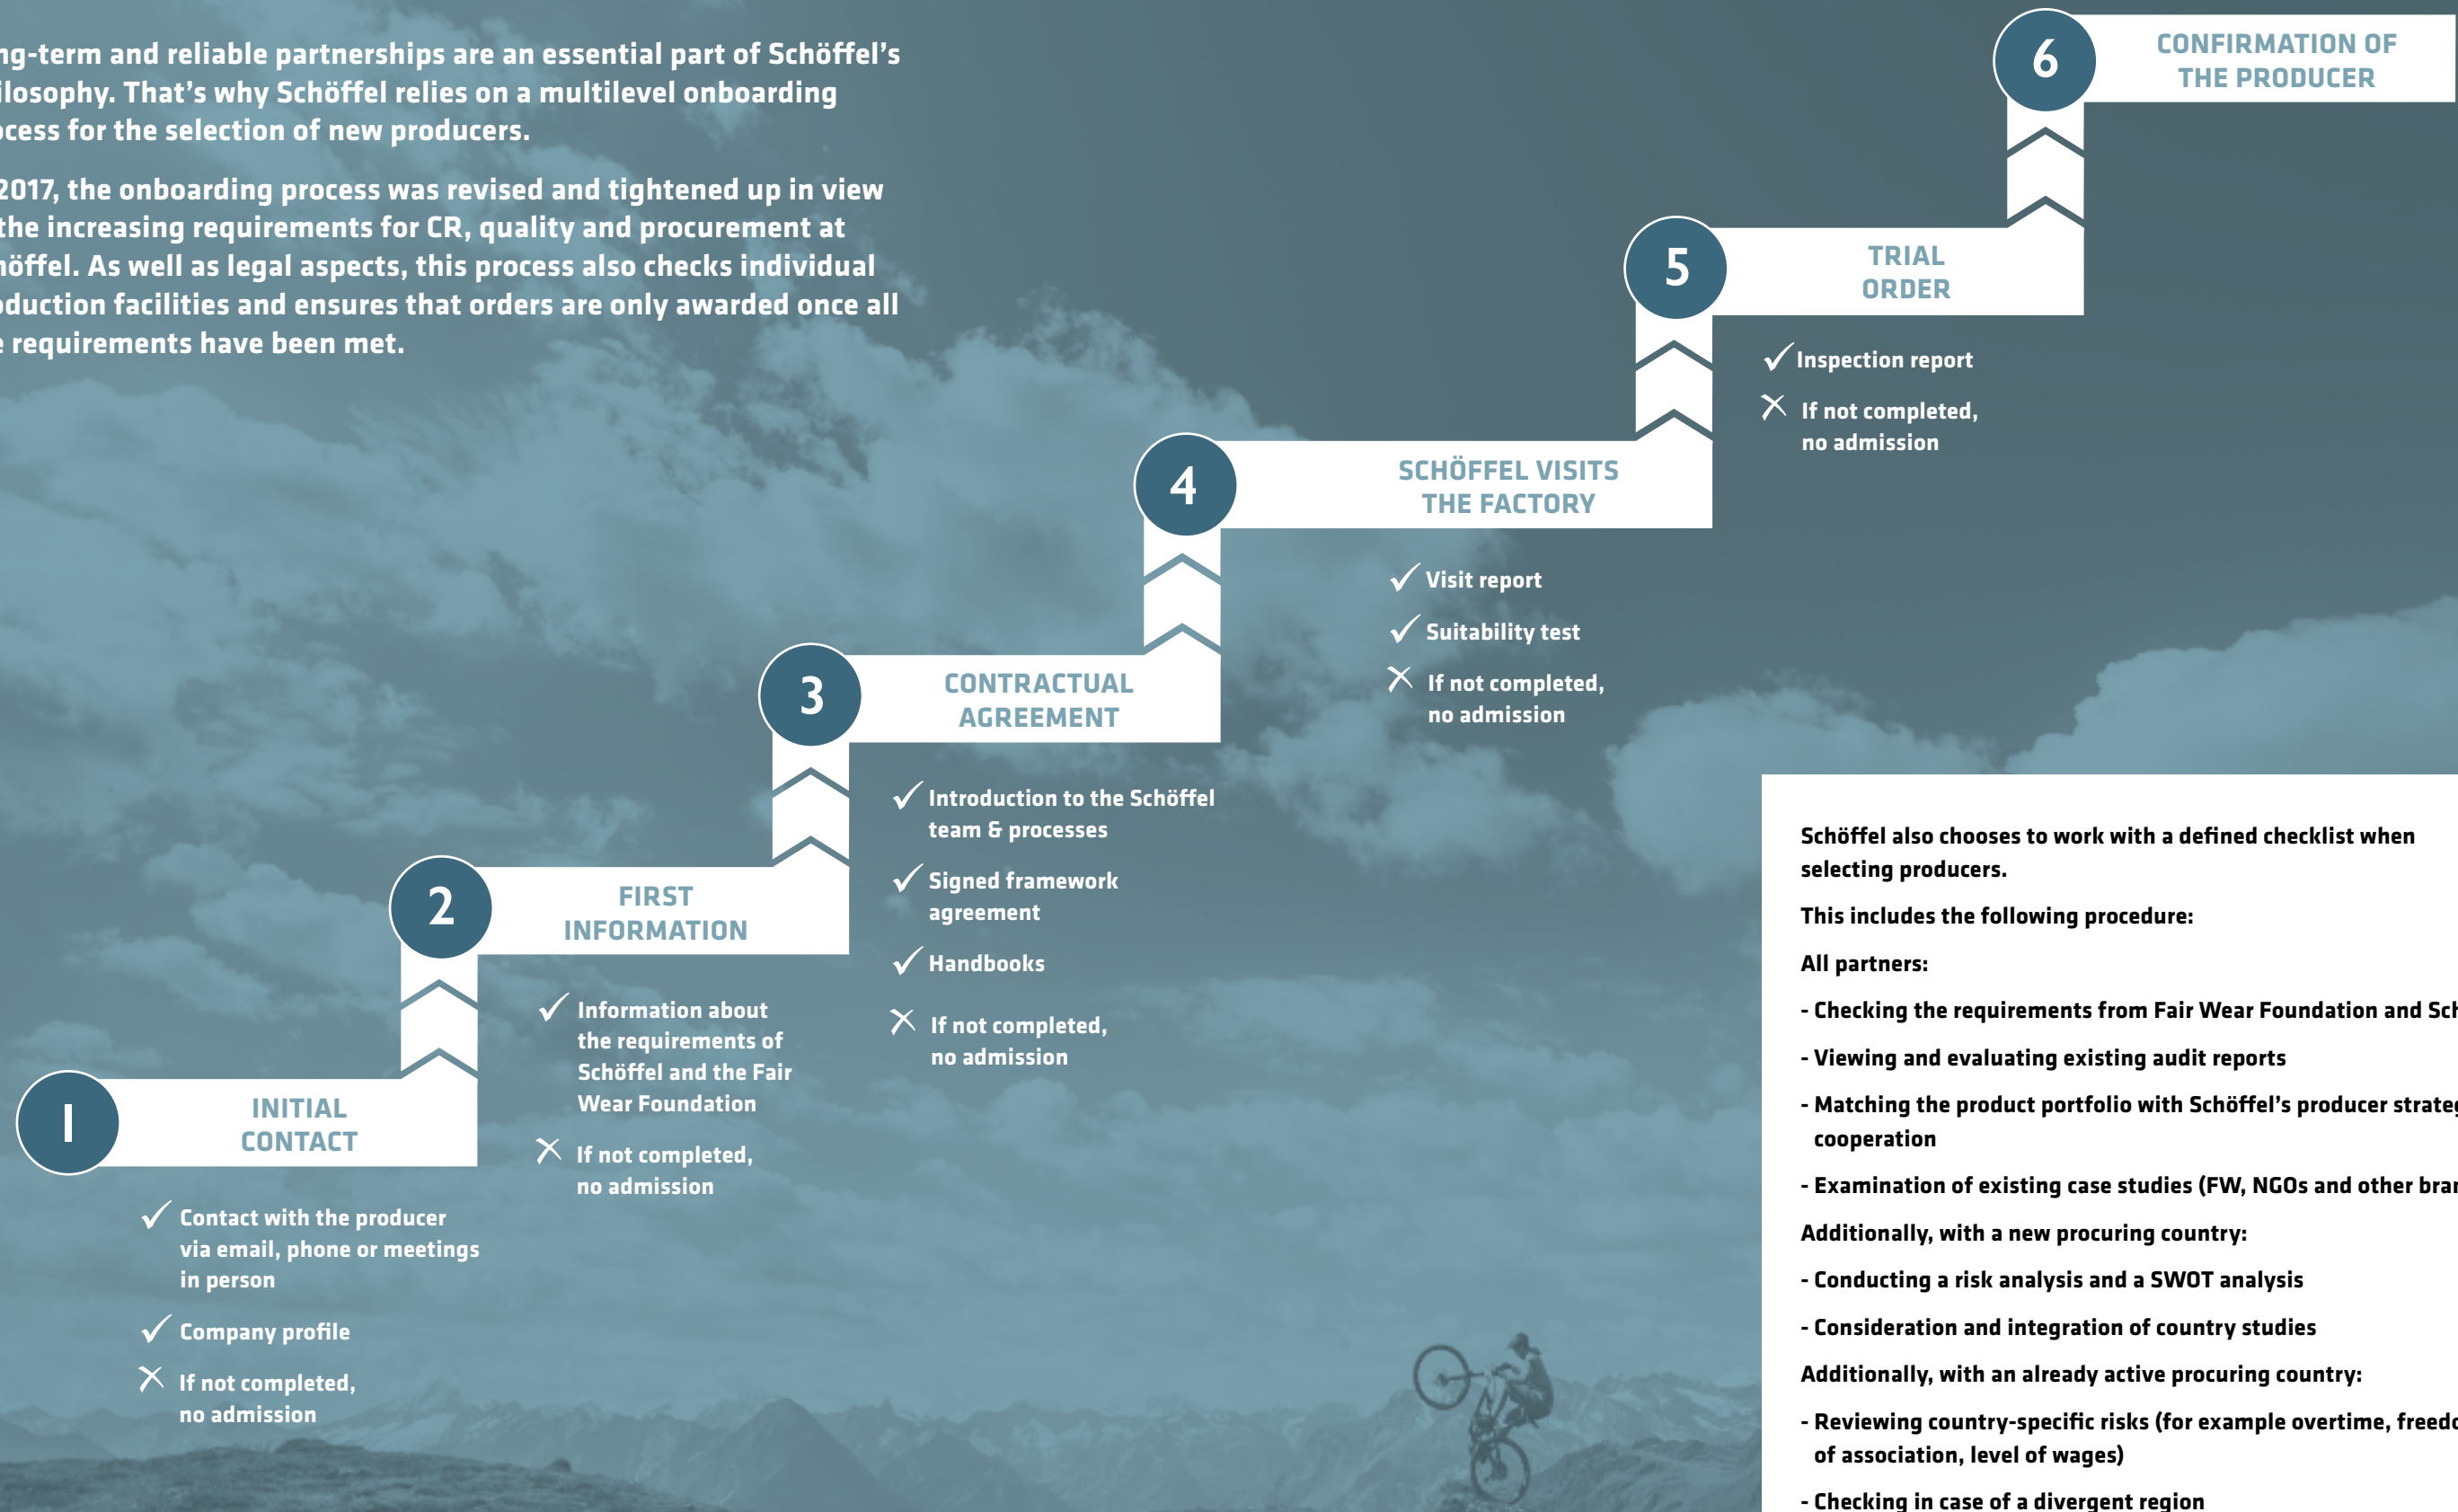 ng-term and reliable partnerships are an essential part of Schöffel's
ilosophy. That's why Schöffel relies on a multilevel onboarding
ocess for the selection of new producers.
2017, the onboarding process was revised and tightened up in view
the increasing requirements for CR, quality and procurement at
höffel. As well as legal aspects, this process also checks individual
oduction facilities and ensures that orders are only awarded once all
e requirements have been met.
6
CONFIRMATION OF
THE PRODUCER
5
TRIAL
ORDER
✓ Inspection report
✗ If not completed,
no admission
4
SCHÖFFEL VISITS
THE FACTORY
✓ Visit report
✓ Suitability test
✗ If not completed,
no admission
3
CONTRACTUAL
AGREEMENT
✓ Introduction to the Schöffel
team & processes
✓ Signed framework
agreement
✓ Handbooks
✗ If not completed,
no admission
2
FIRST
INFORMATION
✓ Information about
the requirements of
Schöffel and the Fair
Wear Foundation
✗ If not completed,
no admission
1
INITIAL
CONTACT
✓ Contact with the producer
via email, phone or meetings
in person
✓ Company profile
✗ If not completed,
no admission
Schöffel also chooses to work with a defined checklist when
selecting producers.
This includes the following procedure:
All partners:
- Checking the requirements from Fair Wear Foundation and Sch
- Viewing and evaluating existing audit reports
- Matching the product portfolio with Schöffel's producer strateg
cooperation
- Examination of existing case studies (FW, NGOs and other bran
Additionally, with a new procuring country:
- Conducting a risk analysis and a SWOT analysis
- Consideration and integration of country studies
Additionally, with an already active procuring country:
- Reviewing country-specific risks (for example overtime, freedo
of association, level of wages)
- Checking in case of a divergent region